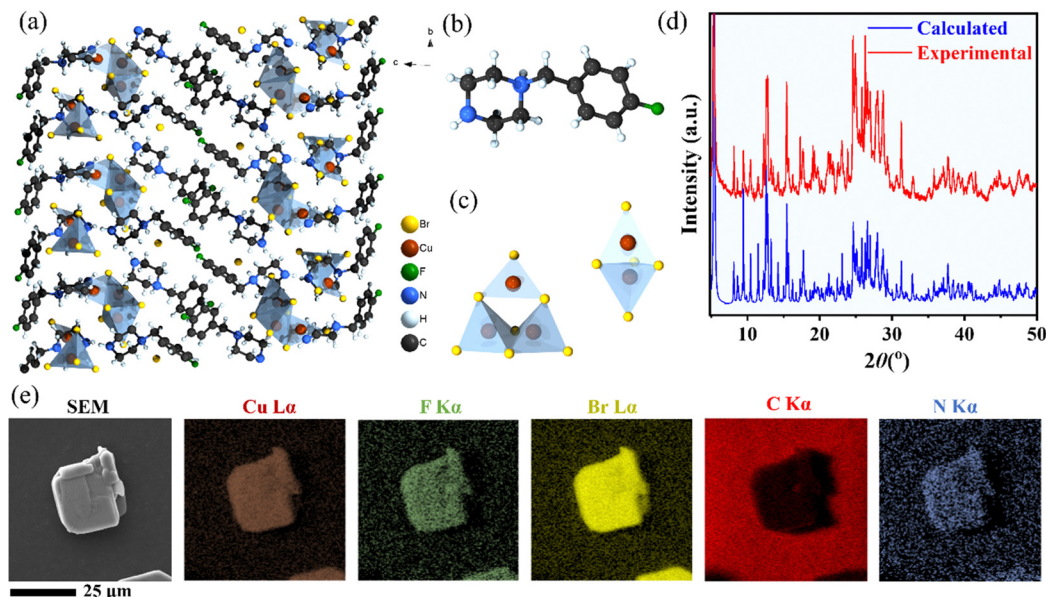 (a)
b
c
Br
Cu
F
N
H
C
(b)
(c)
(d)
Calculated
Experimental
Intensity (a.u.)
10 20 30 40 50
2θ(°)
(e)
SEM
Cu Lα
F Kα
Br Lα
C Kα
N Kα
25 μm